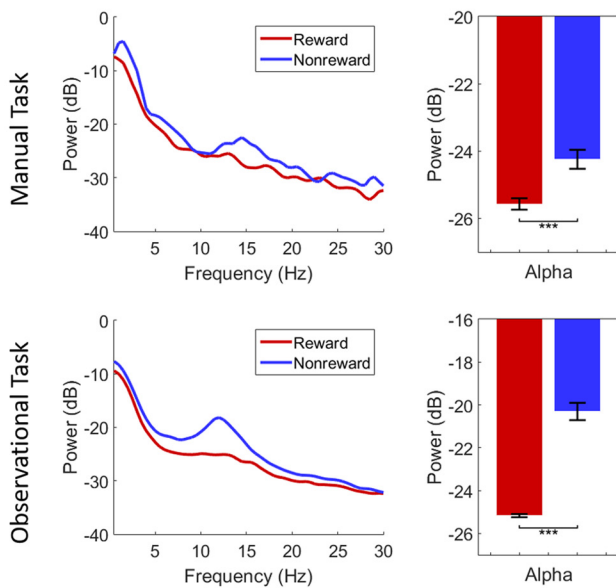 Manual Task
0
-10
-20
-30
-40
Power (dB)
5 10 15 20 25 30
Frequency (Hz)
Reward
Nonreward
-20
-22
-24
-26
Power (dB)
***
Alpha
Observational Task
0
-10
-20
-30
-40
Power (dB)
5 10 15 20 25 30
Frequency (Hz)
Reward
Nonreward
-16
-18
-20
-22
-24
-26
Power (dB)
***
Alpha